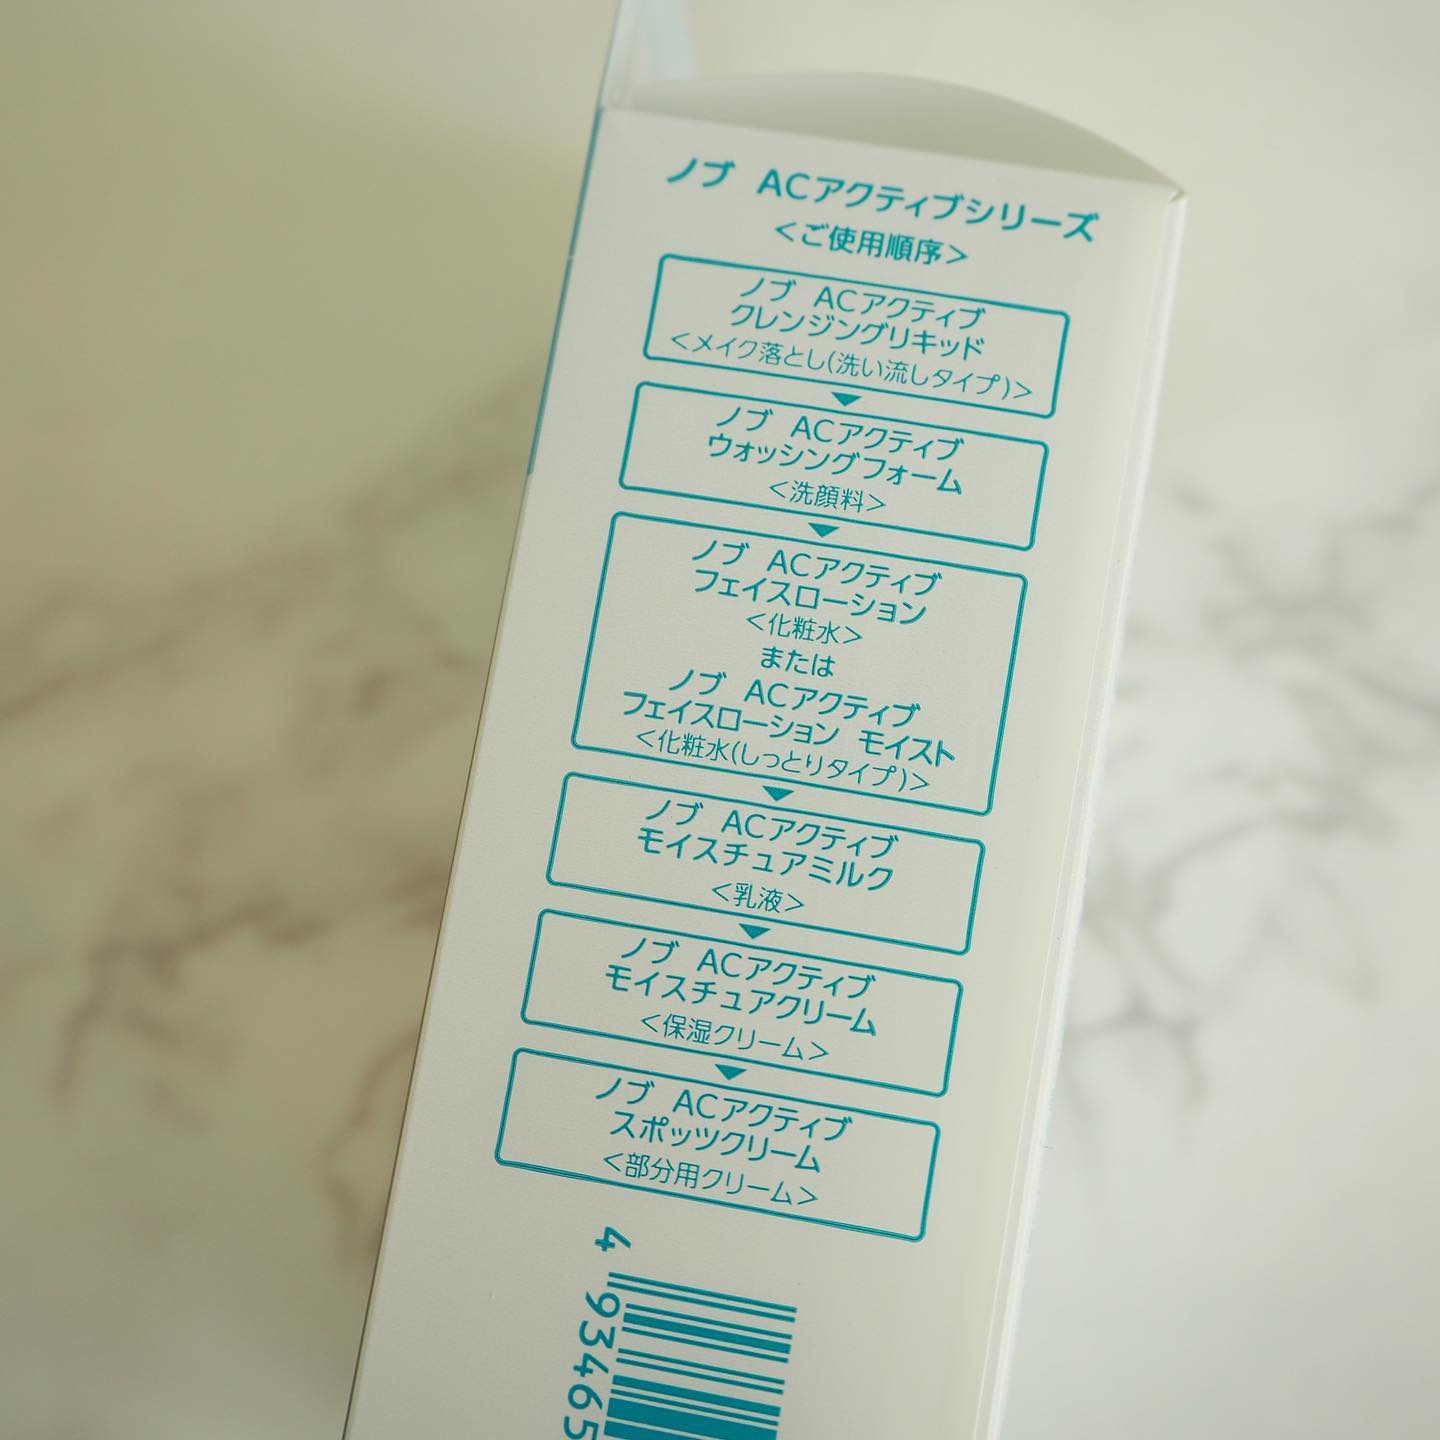 ノブ ACアクティブシリーズ
<ご使用順序>
ノブ ACアクティブ
クレンジングリキッド
<メイク落とし(洗い流しタイプ)>
ノブ ACアクティブ
ウォッシングフォーム
<洗顔料>
ノブ ACアクティブ
フェイスローション
<化粧水>
または
ノブ ACアクティブ
フェイスローション モイスト
<化粧水(しっとりタイプ)>
ノブ ACアクティブ
モイスチュアミルク
<乳液>
ノブ ACアクティブ
モイスチュアクリーム
<保湿クリーム>
ノブ ACアクティブ
スポッツクリーム
<部分用クリーム>
4 93465